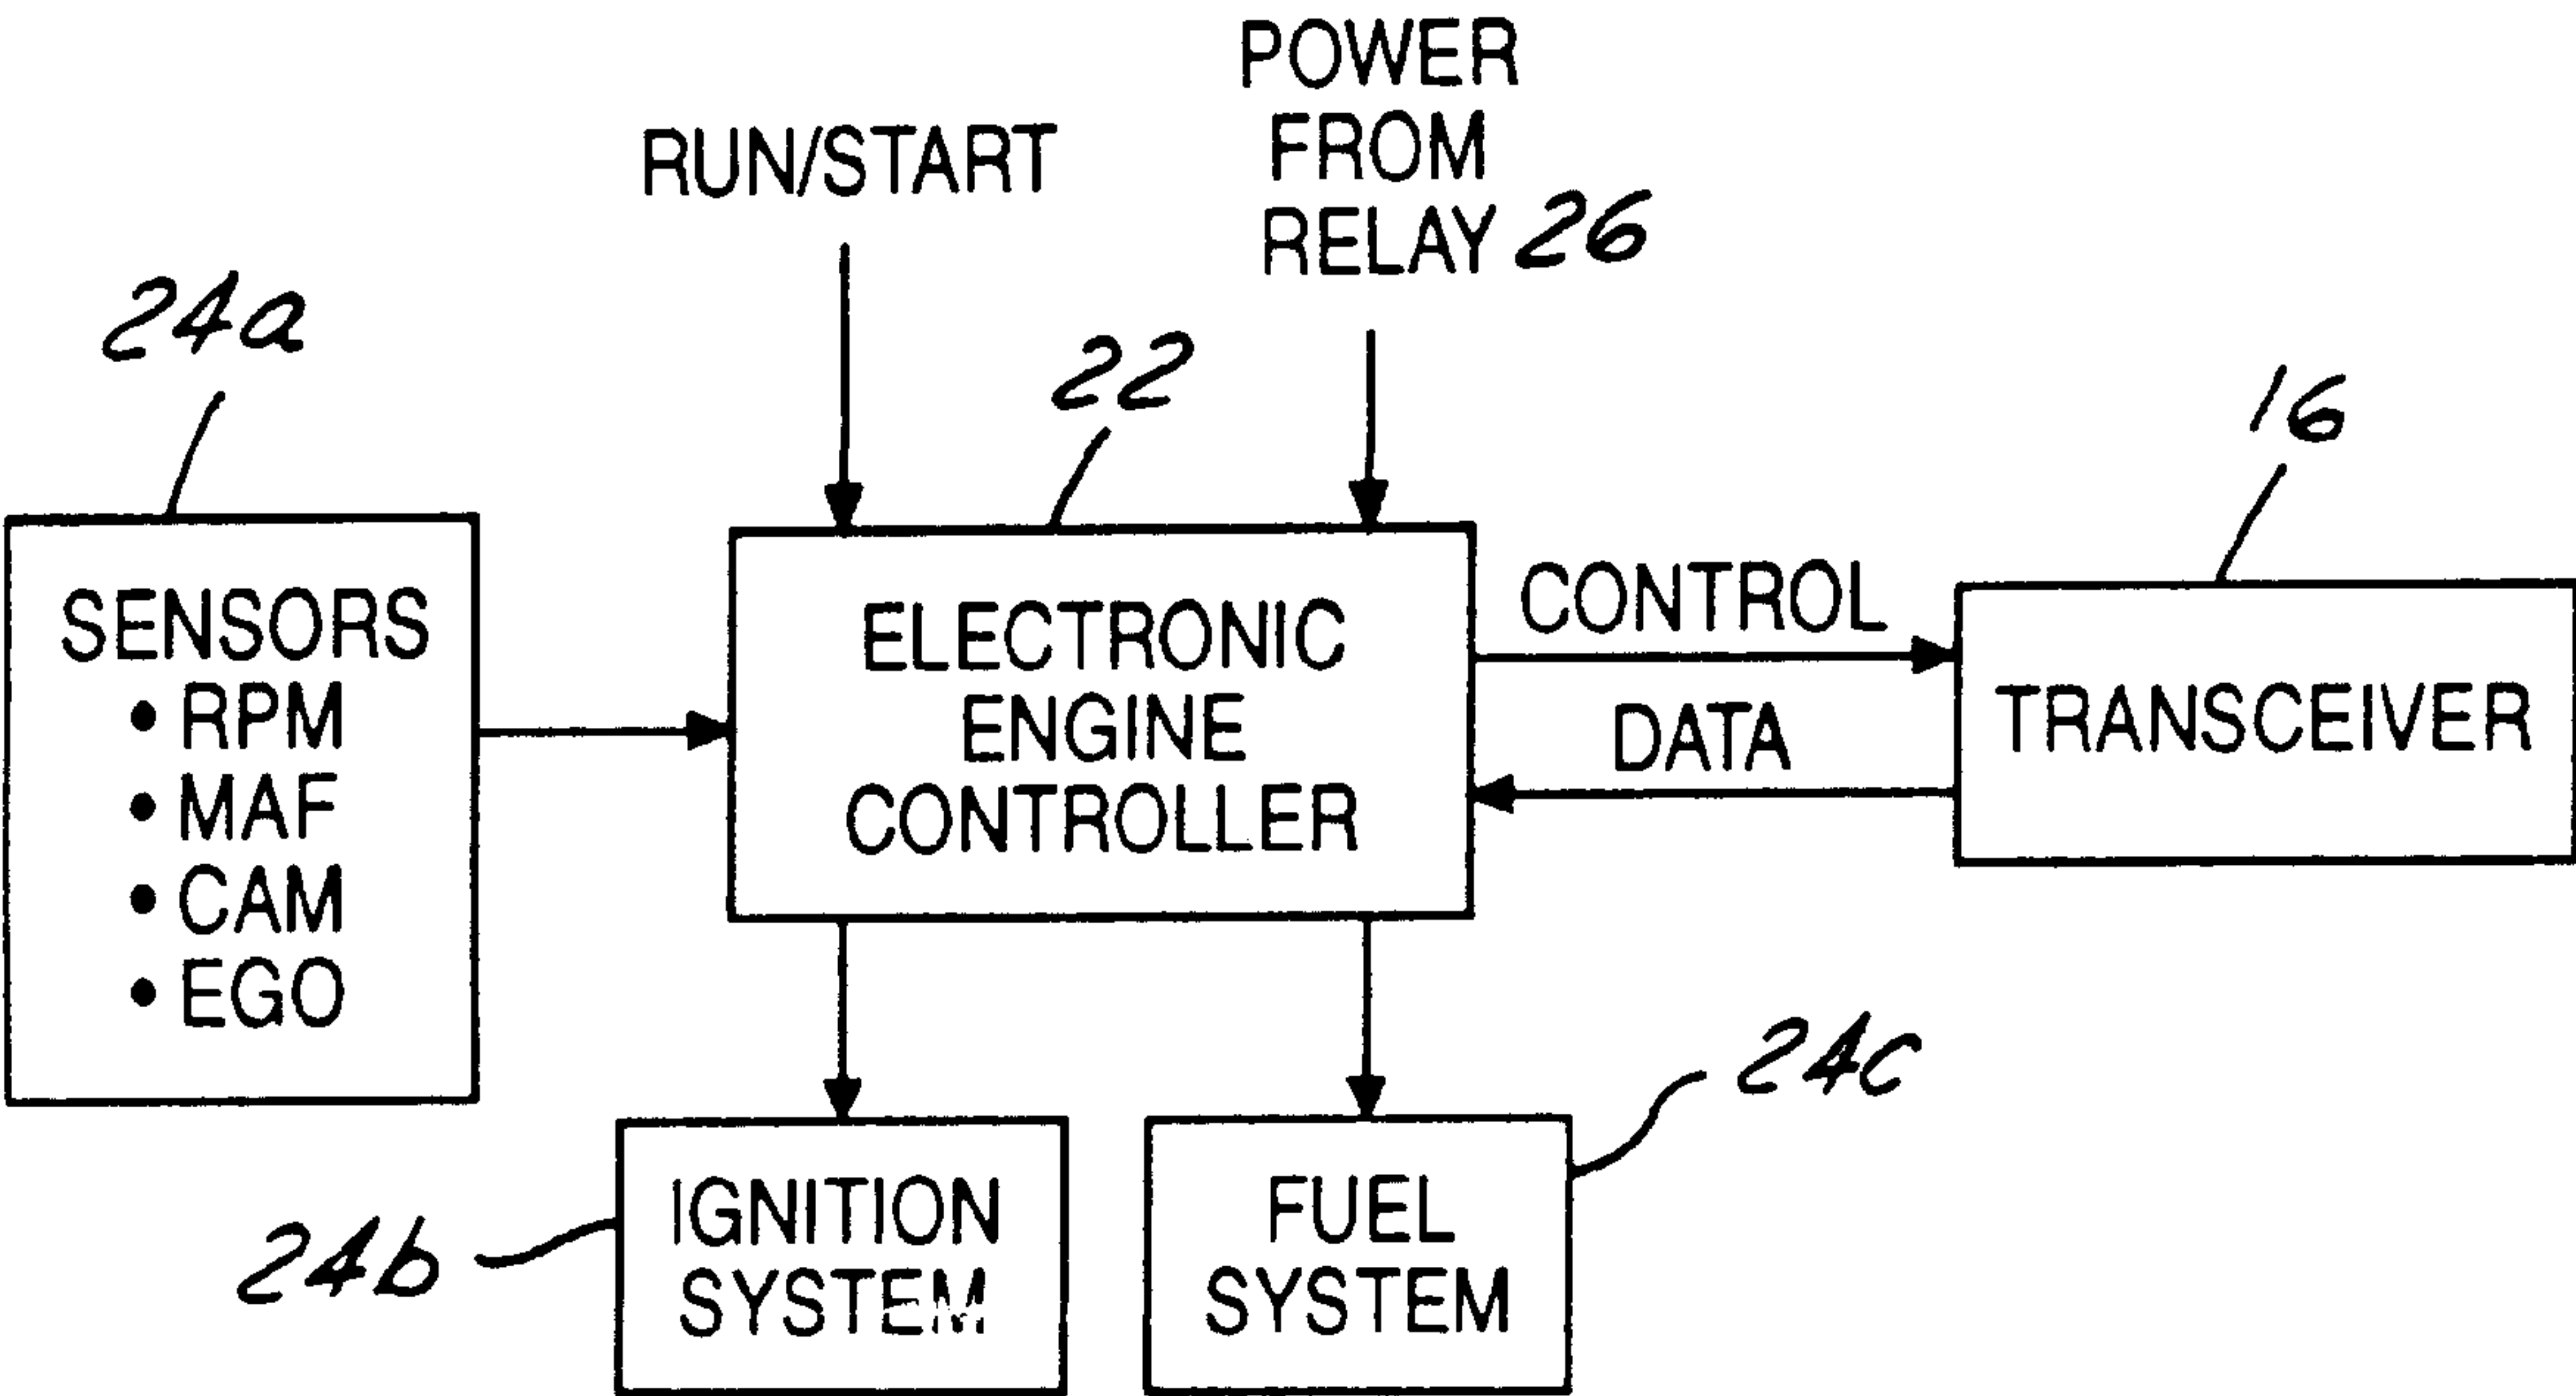 POWER
FROM
RELAY 26
RUN/START
24a
22
16
SENSORS
• RPM
• MAF
• CAM
• EGO
ELECTRONIC
ENGINE
CONTROLLER
CONTROL
DATA
TRANSCEIVER
24c
24b
IGNITION
SYSTEM
FUEL
SYSTEM